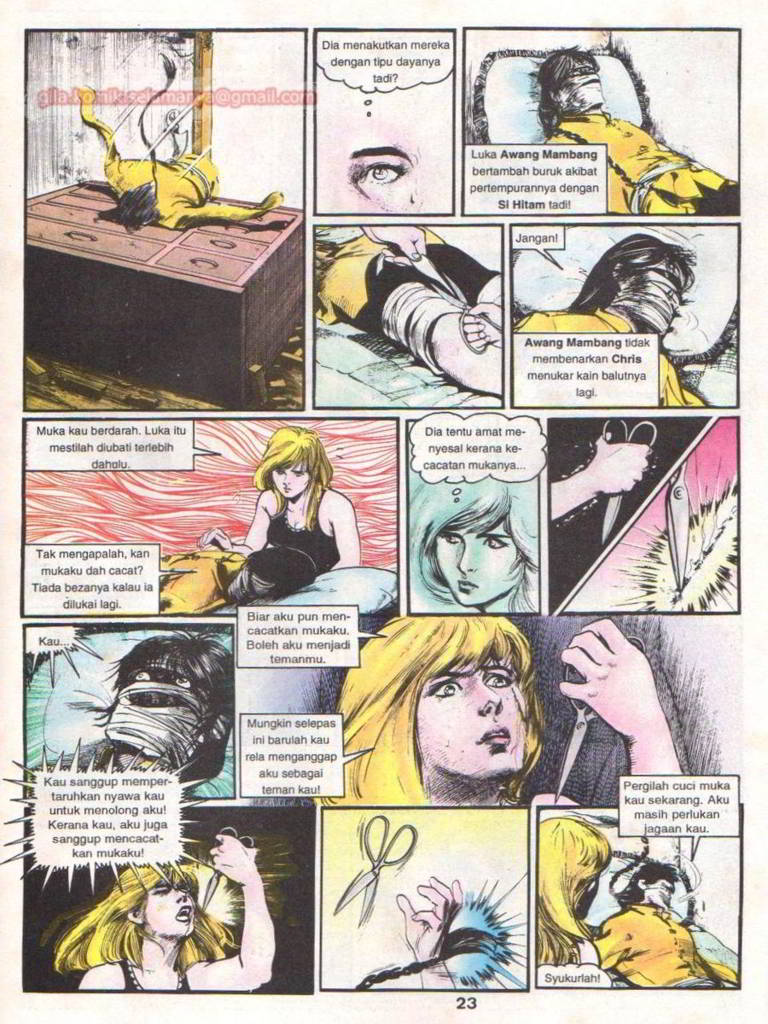 gila.komik.selamanya@gmail.com
Dia menakutkan mereka
dengan tipu dayanya
tadi?
Luka Awang Mambang
bertambah buruk akibat
pertempurannya dengan
Si Hitam tadi!
Jangan!
Awang Mambang tidak
membenarkan Chris
menukar kain balutnya
lagi.
Muka kau berdarah. Luka itu
mestilah diubati terlebih
daholu.
Tak mengapalah, kan
mukaku dah cacat?
Tiada bezanya kalau ia
dilukai lagi.
Dia tentu amat me-
nyesal kerana ke-
cacatan mukanya...
Kau...
Biar aku pun men-
cacatkan mukaku.
Boleh aku menjadi
temanmu.
Mungkin selepas
ini barulah kau
rela menganggap
aku sebagai
teman kau!
Kau sanggup memper-
taruhkan nyawa kau
untuk menolong aku!
Kerana kau, aku juga
sanggup mencacat-
kan mukaku!
Pergilah cuci muka
kau sekarang. Aku
masih perlukan
jagaan kau.
Syukurlah!
23